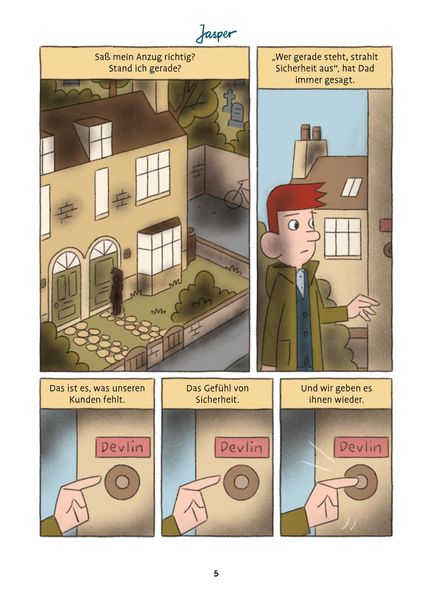 Jasper
Saß mein Anzug richtig?
Stand ich gerade?
„Wer gerade steht, strahlt
Sicherheit aus“, hat Dad
immer gesagt.
Das ist es, was unseren
Kunden fehlt.
Das Gefühl von
Sicherheit.
Und wir geben es
ihnen wieder.
Devlin
Devlin
Devlin
5